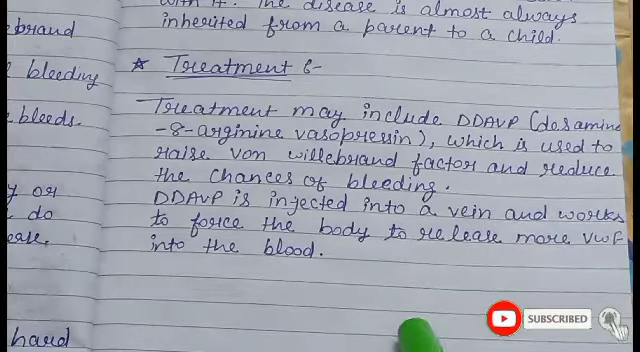 with it. The disease is almost always
inherited from a parent to a child.
ebrand
* Treatment :-
bleeding
Treatment may include DDAVP (desamino
e bleeds.
-8-arginine vasopressin), which is used to
raise von willebrand factor and reduce
the chances of bleeding.
y or
DDAVP is injected into a vein and works
do
to force the body to release more VWF
ease.
into the blood.
SUBSCRIBED
hard